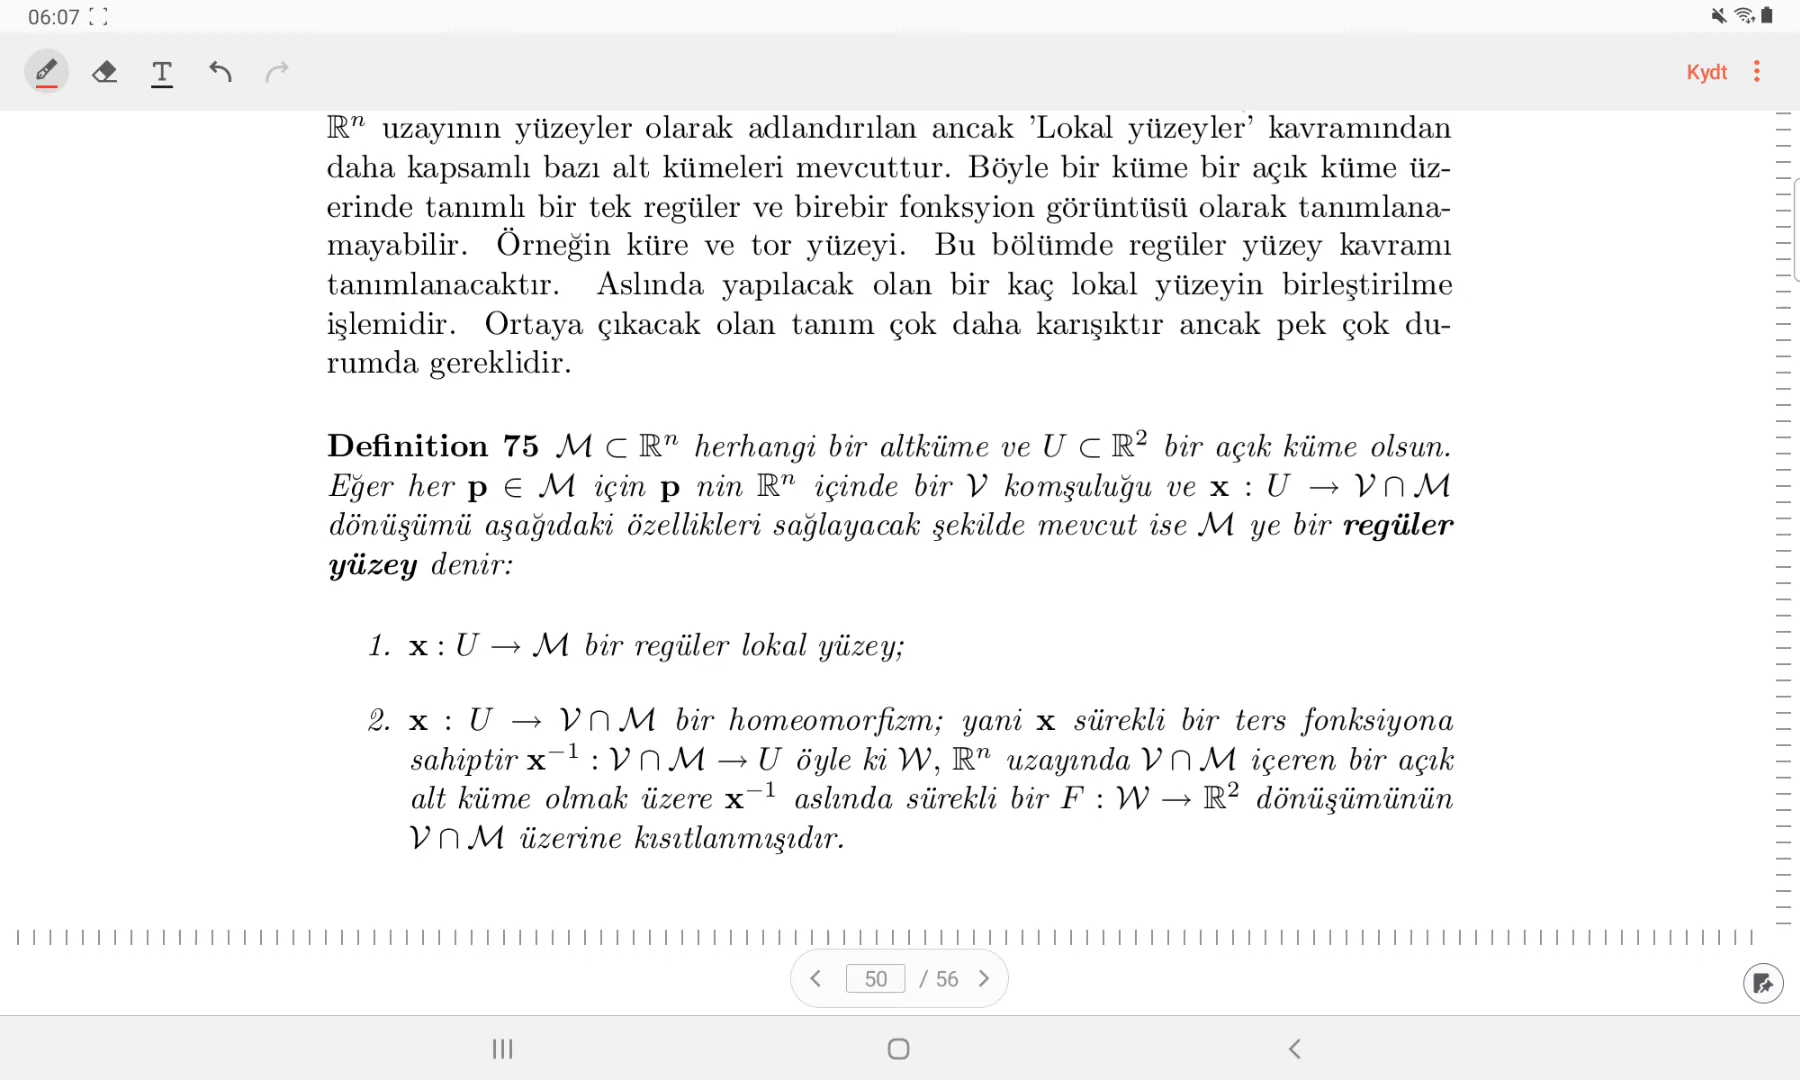 06:07
Kydt
ℝⁿ uzayının yüzeyler olarak adlandırılan ancak ’Lokal yüzeyler’ kavramından
daha kapsamlı bazı alt kümeleri mevcuttur. Böyle bir küme bir açık küme üz-
erinde tanımlı bir tek regüler ve birebir fonksyion görüntüsü olarak tanımlana-
mayabilir. Örneğin küre ve tor yüzeyi. Bu bölümde regüler yüzey kavramı
tanımlanacaktır. Aslında yapılacak olan bir kaç lokal yüzeyin birleştirilme
işlemidir. Ortaya çıkacak olan tanım çok daha karışıktır ancak pek çok du-
rumda gereklidir.
Definition 75 ℳ ⊂ ℝⁿ herhangi bir altküme ve U ⊂ ℝ² bir açık küme olsun.
Eğer her p ∈ ℳ için p nin ℝⁿ içinde bir 𝒱 komşuluğu ve x : U → 𝒱 ∩ ℳ
dönüşümü aşağıdaki özellikleri sağlayacak şekilde mevcut ise ℳ ye bir regüler
yüzey denir:
1. x : U → ℳ bir regüler lokal yüzey;
2. x : U → 𝒱 ∩ ℳ bir homeomorfizm; yani x sürekli bir ters fonksiyona
sahiptir x⁻¹ : 𝒱 ∩ ℳ → U öyle ki 𝒲, ℝⁿ uzayında 𝒱 ∩ ℳ içeren bir açık
alt küme olmak üzere x⁻¹ aslında sürekli bir F : 𝒲 → ℝ² dönüşümünün
𝒱 ∩ ℳ üzerine kısıtlanmışıdır.
50 / 56